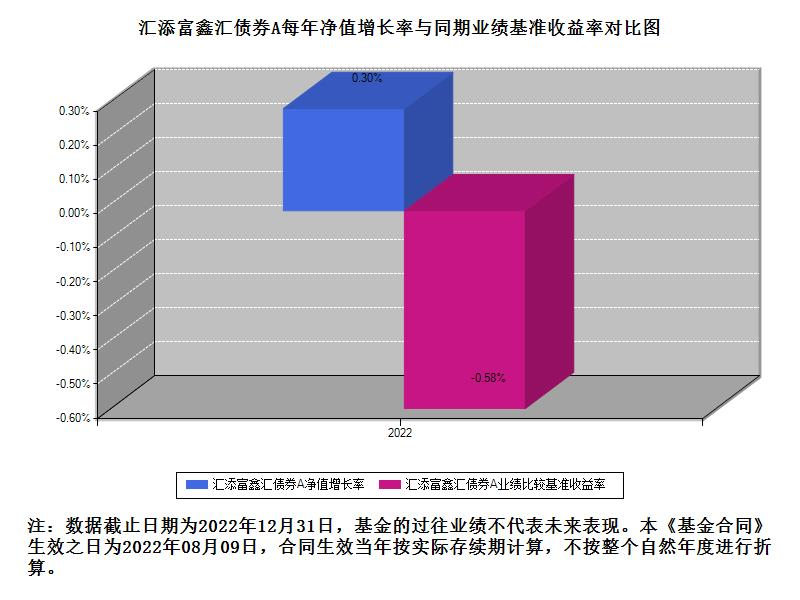 汇添富鑫汇债券A每年净值增长率与同期业绩基准收益率对比图
0.30%
0.30%
0.20%
0.10%
0.00%
-0.10%
-0.20%
-0.30%
-0.40%
-0.50%
-0.60%
-0.58%
2022
汇添富鑫汇债券A净值增长率 汇添富鑫汇债券A业绩比较基准收益率
注：数据截止日期为2022年12月31日，基金的过往业绩不代表未来表现。本《基金合同》
生效之日为2022年08月09日，合同生效当年按实际存续期计算，不按整个自然年度进行折
算。